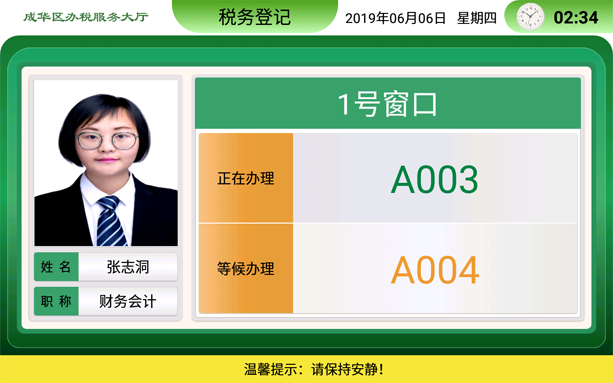 成华区办税服务大厅
税务登记
2019年06月06日 星期四
02:34
1号窗口
正在办理
A003
等候办理
A004
姓 名
张志洞
职 称
财务会计
温馨提示：请保持安静！